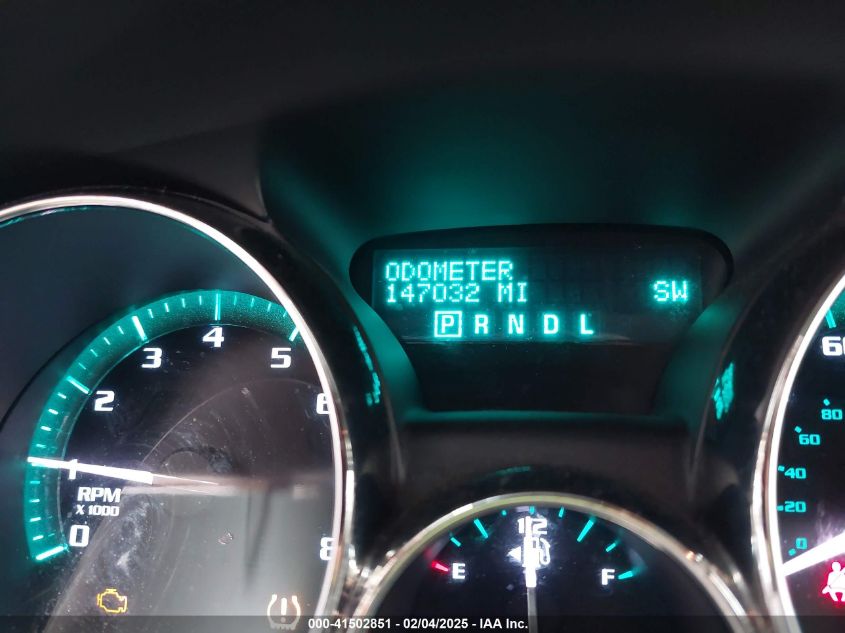 ODOMETER
147032 MI SW
P R N D L
0 1 2 3 4 5 6 8
RPM
X 1000
E 1/2 F
0 20 40 60 80
60
000-41502851 | 02/04/2025 - IAA Inc.